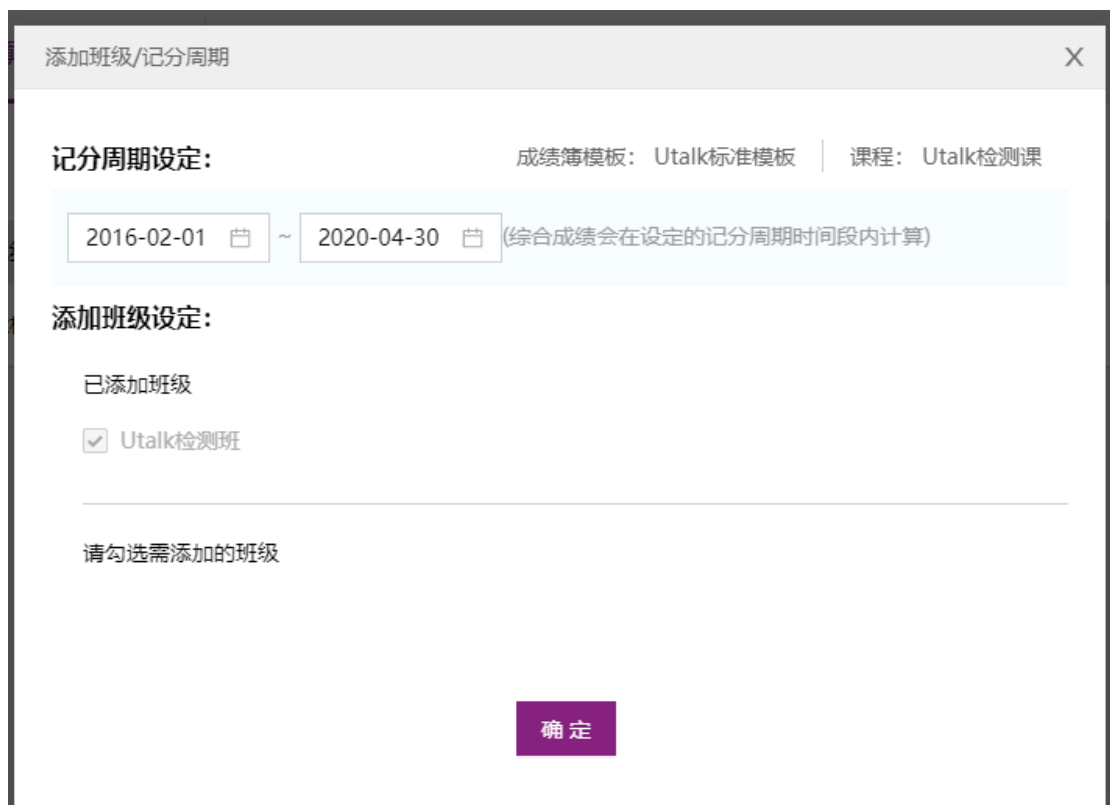 添加班级/记分周期 X
记分周期设定： 成绩簿模板： Utalk标准模板 课程： Utalk检测课
2016-02-01 ~ 2020-04-30 (综合成绩会在设定的记分周期时间段内计算)
添加班级设定：
已添加班级
Utalk检测班
请勾选需添加的班级
确定